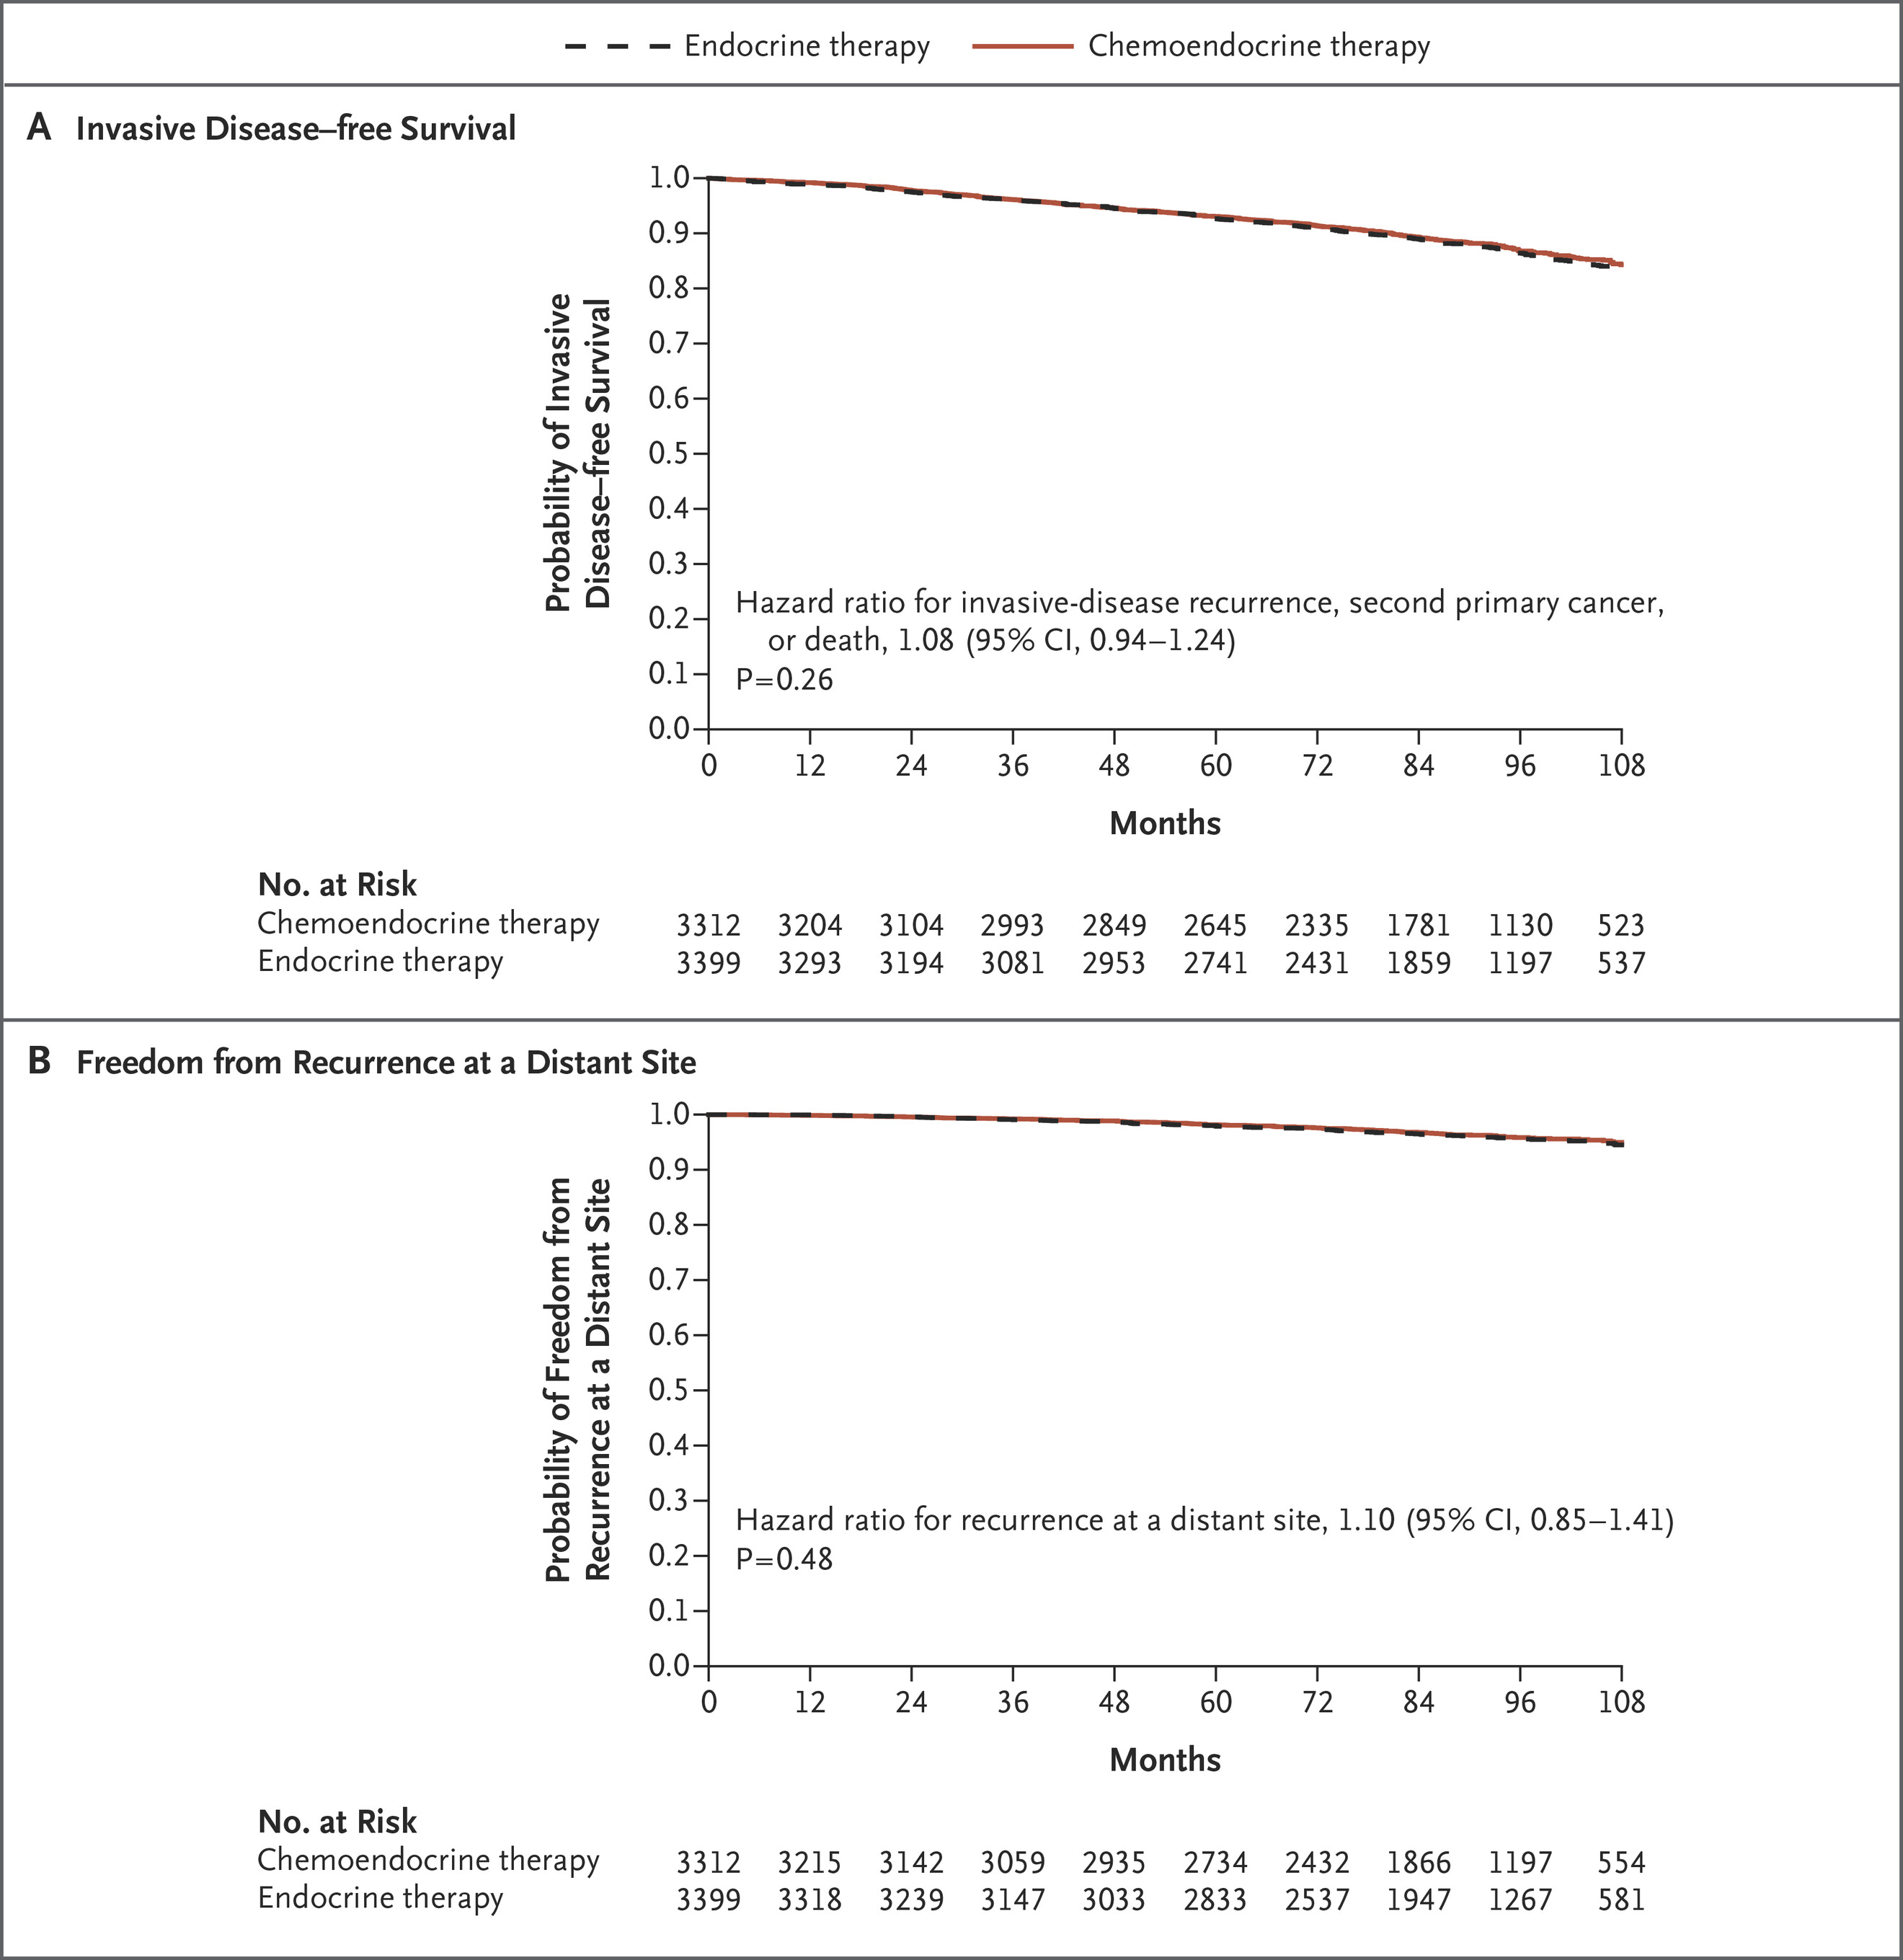 Endocrine therapy Chemoendocrine therapy
A Invasive Disease–free Survival
Probability of Invasive
Disease–free Survival
1.0
0.9
0.8
0.7
0.6
0.5
0.4
0.3
0.2
0.1
0.0
Hazard ratio for invasive-disease recurrence, second primary cancer,
or death, 1.08 (95% CI, 0.94–1.24)
P=0.26
0 12 24 36 48 60 72 84 96 108
Months
No. at Risk
Chemoendocrine therapy 3312 3204 3104 2993 2849 2645 2335 1781 1130 523
Endocrine therapy 3399 3293 3194 3081 2953 2741 2431 1859 1197 537
B Freedom from Recurrence at a Distant Site
Probability of Freedom from
Recurrence at a Distant Site
1.0
0.9
0.8
0.7
0.6
0.5
0.4
0.3
0.2
0.1
0.0
Hazard ratio for recurrence at a distant site, 1.10 (95% CI, 0.85–1.41)
P=0.48
0 12 24 36 48 60 72 84 96 108
Months
No. at Risk
Chemoendocrine therapy 3312 3215 3142 3059 2935 2734 2432 1866 1197 554
Endocrine therapy 3399 3318 3239 3147 3033 2833 2537 1947 1267 581